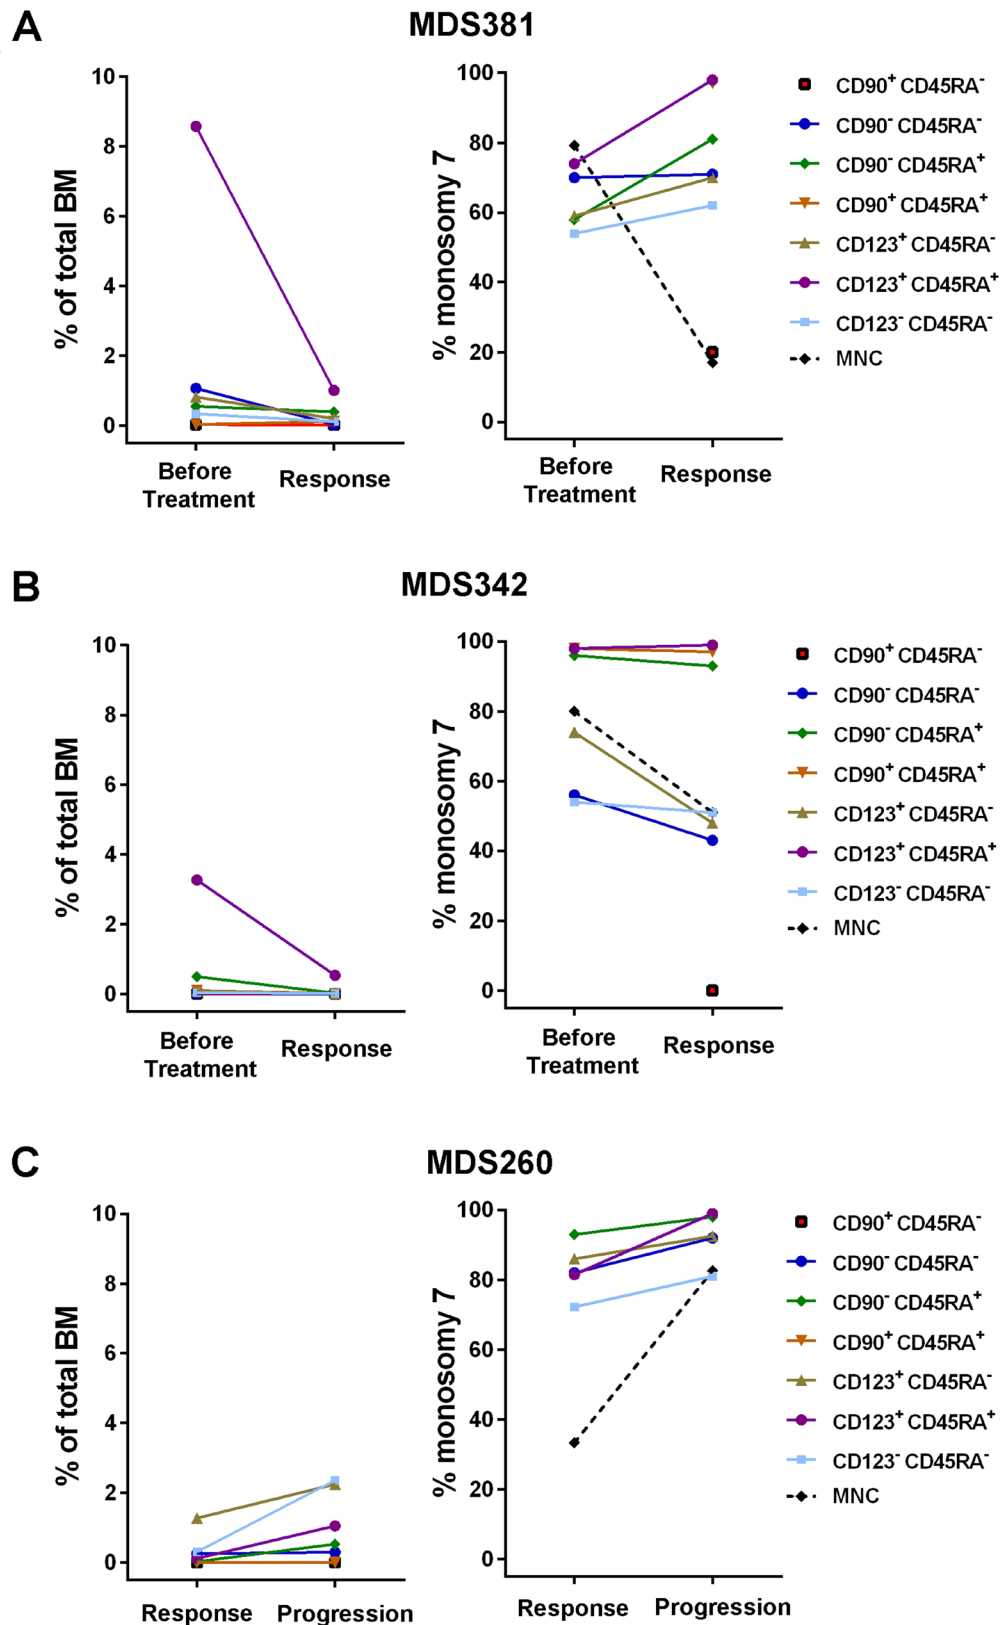 A
MDS381
% of total BM
10
8
6
4
2
0
Before
Treatment
Response
% monosomy 7
100
80
60
40
20
0
Before
Treatment
Response
CD90⁺ CD45RA⁻
CD90⁻ CD45RA⁻
CD90⁻ CD45RA⁺
CD90⁺ CD45RA⁺
CD123⁺ CD45RA⁻
CD123⁺ CD45RA⁺
CD123⁻ CD45RA⁻
MNC
B
MDS342
% of total BM
10
8
6
4
2
0
Before
Treatment
Response
% monosomy 7
100
80
60
40
20
0
Before
Treatment
Response
CD90⁺ CD45RA⁻
CD90⁻ CD45RA⁻
CD90⁻ CD45RA⁺
CD90⁺ CD45RA⁺
CD123⁺ CD45RA⁻
CD123⁺ CD45RA⁺
CD123⁻ CD45RA⁻
MNC
C
MDS260
% of total BM
10
8
6
4
2
0
Response
Progression
% monosomy 7
100
80
60
40
20
0
Response
Progression
CD90⁺ CD45RA⁻
CD90⁻ CD45RA⁻
CD90⁻ CD45RA⁺
CD90⁺ CD45RA⁺
CD123⁺ CD45RA⁻
CD123⁺ CD45RA⁺
CD123⁻ CD45RA⁻
MNC